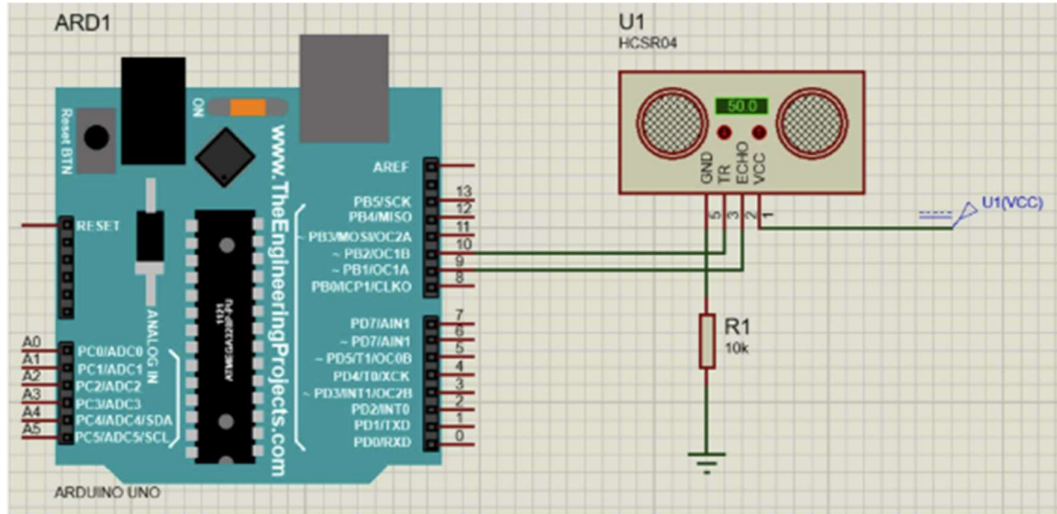 ARD1
Reset BTN
ON
www.TheEngineeringProjects.com
RESET
ANALOG IN
1121
A0 PC0/ADC0
A1 PC1/ADC1
A2 PC2/ADC2
A3 PC3/ADC3
A4 PC4/ADC4/SDA
A5 PC5/ADC5/SCL
AREF
PB5/SCK 13
PB4/MISO 12
~ PB3/MOSI/OC2A 11
~ PB2/OC1B 10
~ PB1/OC1A 9
PB0/ICP1/CLKO 8
PD7/AIN1 7
~ PD7/AIN1 6
~ PD5/T1/OC0B 5
PD4/T0/XCK 4
~ PD3/INT1/OC2B 3
PD2/INT0 2
PD1/TXD 1
PD0/RXD 0
ARDUINO UNO
U1
HCSR04
50.0
GND
TR
ECHO
VCC
5
3
2
1
U1(VCC)
R1
10k